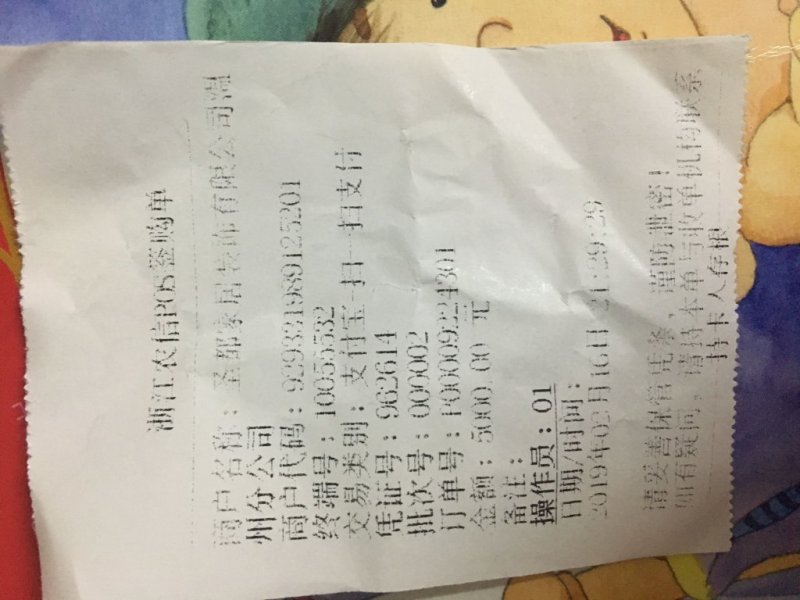 浙江农信POS签购单
商户名称：圣都家居装饰有限公司温
州分公司
商户代码：929331989125201
终端号：10055532
交易类别：支付宝-扫一扫支付
凭证号：962614
批次号：000002
订单号：P00009324301
金额：5000.00 元
备注：
操作员：01
日期/时间：
2019年02月16日 21:29:29
请妥善保管凭条，谨防泄密！
如有疑问，请持本单与收单机构联系
持卡人存根